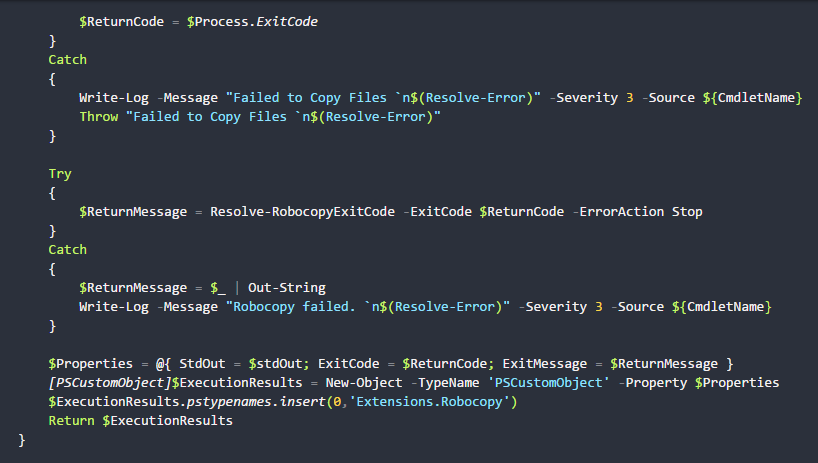 $ReturnCode = $Process.ExitCode
}
Catch
{
Write-Log -Message "Failed to Copy Files `n$(Resolve-Error)" -Severity 3 -Source ${CmdletName}
Throw "Failed to Copy Files `n$(Resolve-Error)"
}
Try
{
$ReturnMessage = Resolve-RobocopyExitCode -ExitCode $ReturnCode -ErrorAction Stop
}
Catch
{
$ReturnMessage = $_ | Out-String
Write-Log -Message "Robocopy failed. `n$(Resolve-Error)" -Severity 3 -Source ${CmdletName}
}
$Properties = @{ StdOut = $stdOut; ExitCode = $ReturnCode; ExitMessage = $ReturnMessage }
[PSCustomObject]$ExecutionResults = New-Object -TypeName 'PSCustomObject' -Property $Properties
$ExecutionResults.pstypenames.insert(0,'Extensions.Robocopy')
Return $ExecutionResults
}